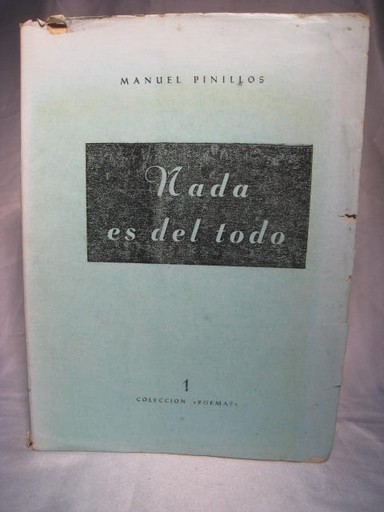 MANUEL PINILLOS
Nada
es del todo
1
COLECCION «POEMAS»